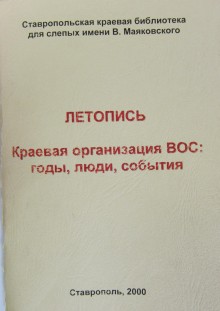 Ставропольская краевая библиотека
для слепых имени В. Маяковского
ЛЕТОПИСЬ
Краевая организация ВОС:
годы, люди, события
Ставрополь, 2000